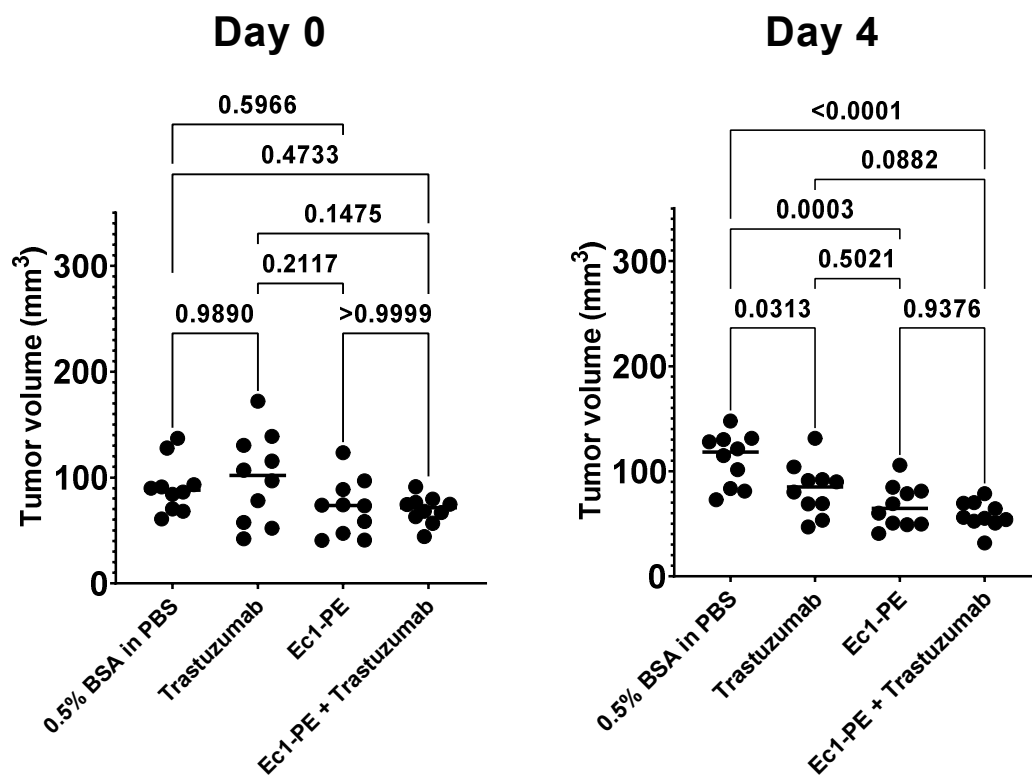 Day 0
0.5966
0.4733
0.1475
0.2117
0.9890
>0.9999
Tumor volume (mm³)
300
200
100
0
0.5% BSA in PBS
Trastuzumab
Ec1-PE
Ec1-PE + Trastuzumab
Day 4
<0.0001
0.0882
0.0003
0.5021
0.0313
0.9376
Tumor volume (mm³)
300
200
100
0
0.5% BSA in PBS
Trastuzumab
Ec1-PE
Ec1-PE + Trastuzumab